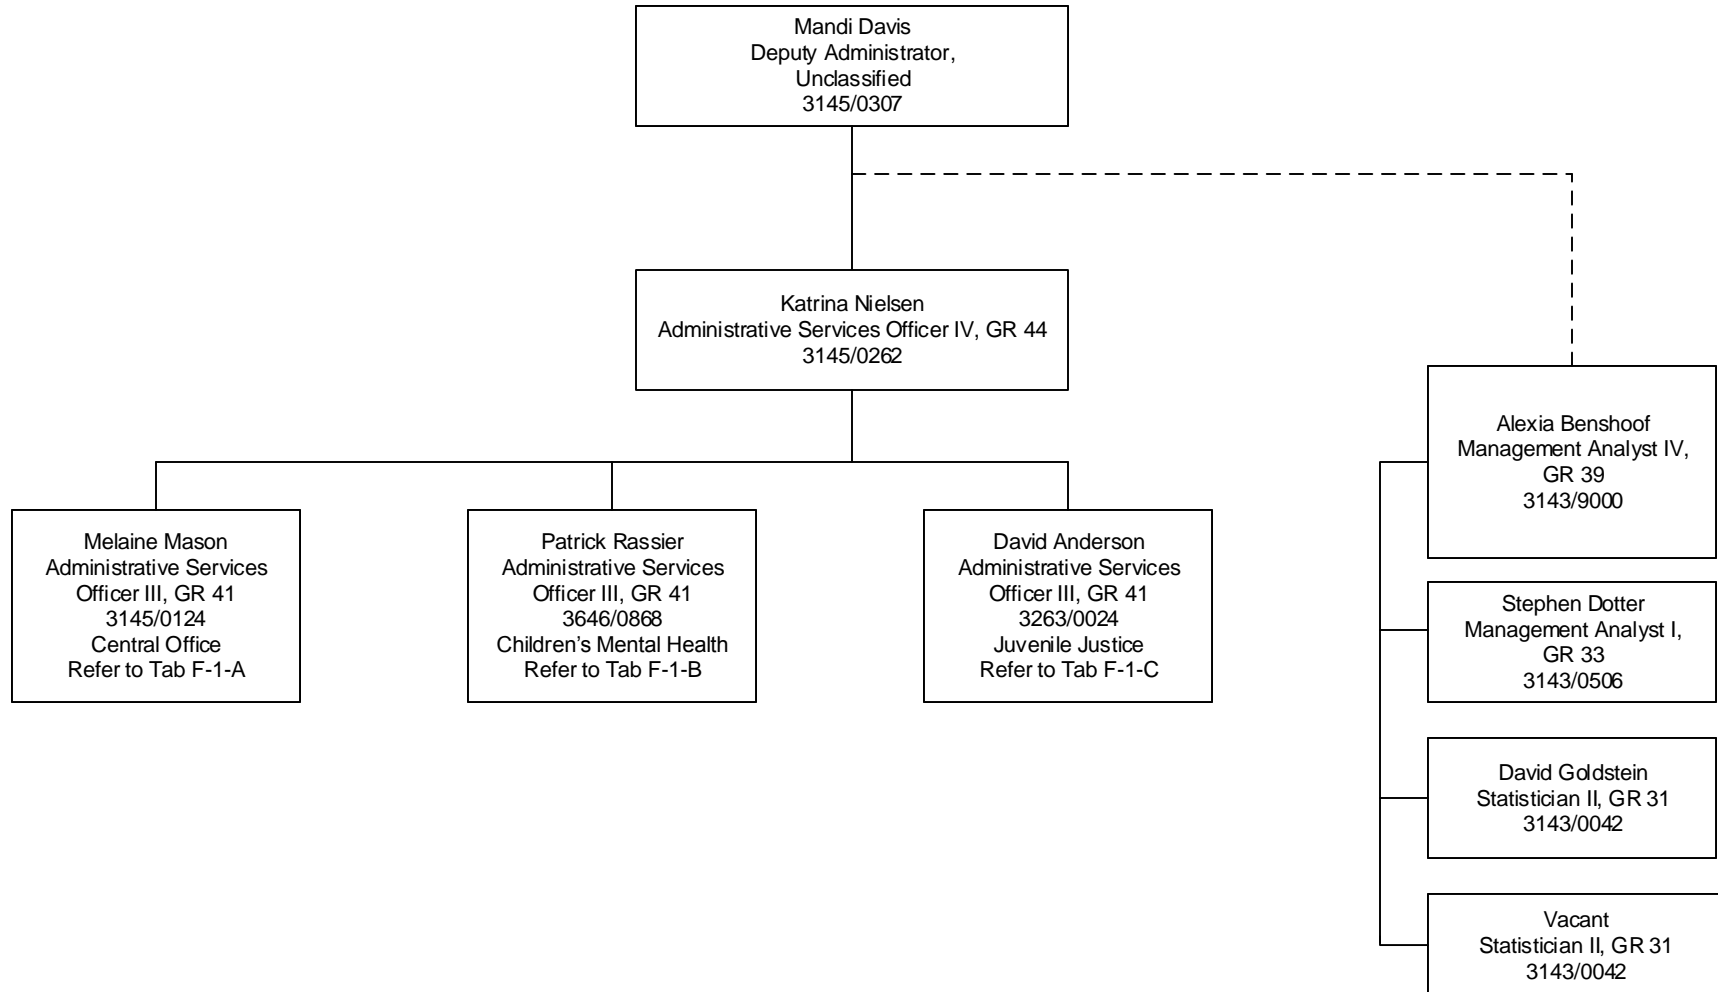 Mandi Davis
Deputy Administrator,
Unclassified
3145/0307
Katrina Nielsen
Administrative Services Officer IV, GR 44
3145/0262
Melaine Mason
Administrative Services
Officer III, GR 41
3145/0124
Central Office
Refer to Tab F-1-A
Patrick Rassier
Administrative Services
Officer III, GR 41
3646/0868
Children’s Mental Health
Refer to Tab F-1-B
David Anderson
Administrative Services
Officer III, GR 41
3263/0024
Juvenile Justice
Refer to Tab F-1-C
Alexia Benshoof
Management Analyst IV,
GR 39
3143/9000
Stephen Dotter
Management Analyst I,
GR 33
3143/0506
David Goldstein
Statistician II, GR 31
3143/0042
Vacant
Statistician II, GR 31
3143/0042